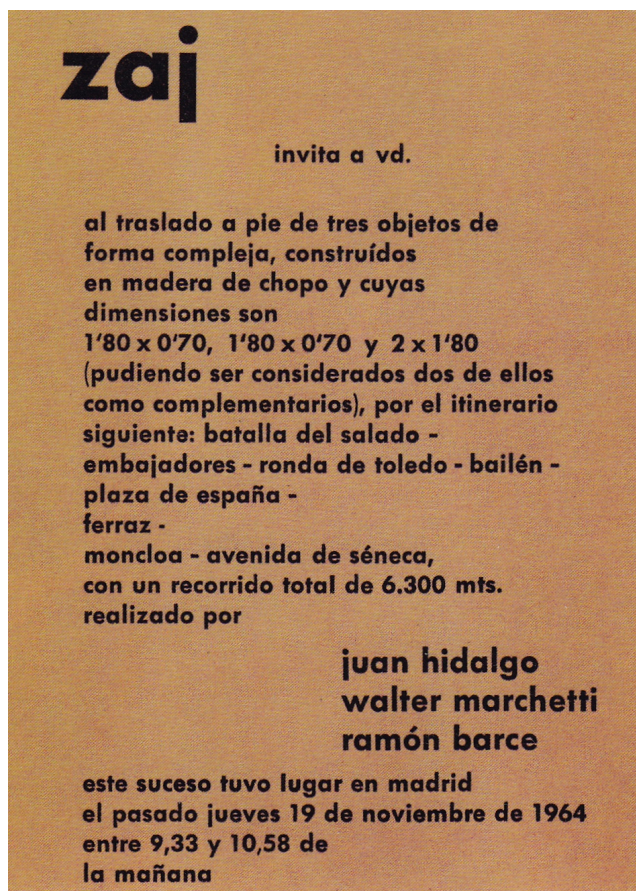 zaj
invita a vd.
al traslado a pie de tres objetos de
forma compleja, construídos
en madera de chopo y cuyas
dimensiones son
1'80 x 0'70, 1'80 x 0'70 y 2 x 1'80
(pudiendo ser considerados dos de ellos
como complementarios), por el itinerario
siguiente: batalla del salado -
embajadores - ronda de toledo - bailén -
plaza de españa -
ferraz -
moncloa - avenida de séneca,
con un recorrido total de 6.300 mts.
realizado por
juan hidalgo
walter marchetti
ramón barce
este suceso tuvo lugar en madrid
el pasado jueves 19 de noviembre de 1964
entre 9,33 y 10,58 de
la mañana